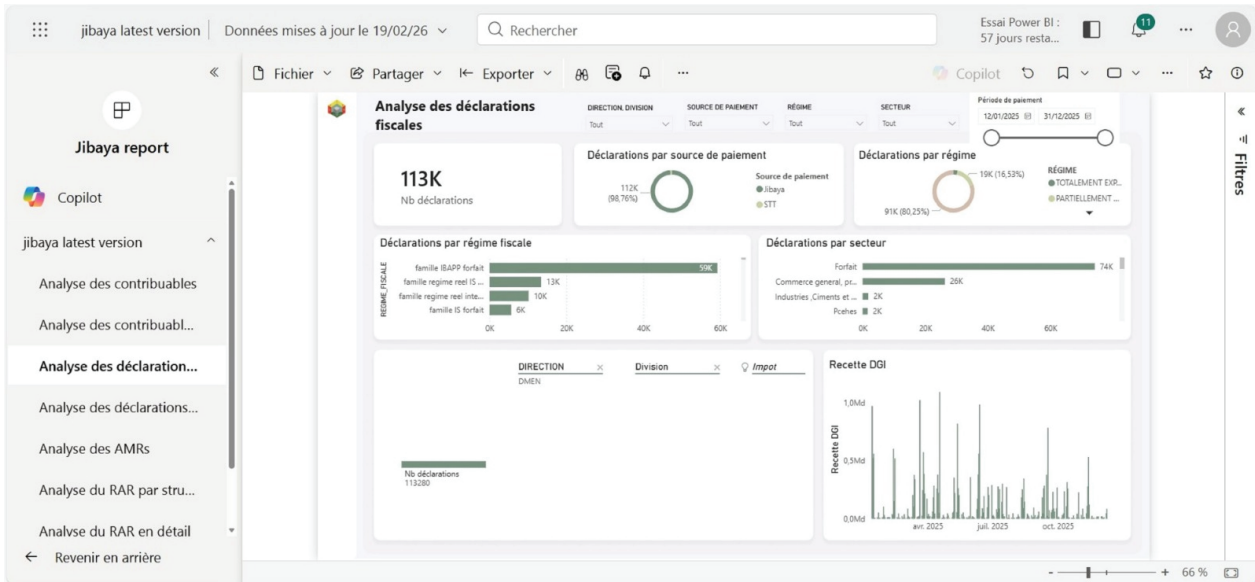 jibaya latest version
Données mises à jour le 19/02/26
Rechercher
Essai Power BI :
57 jours resta...
11
Fichier
Partager
Exporter
...
Copilot
...
Jibaya report
Copilot
jibaya latest version
Analyse des contribuables
Analyse des contribuabl...
Analyse des déclaration...
Analyse des déclarations...
Analyse des AMRs
Analyse du RAR par stru...
Analyse du RAR en détail
Revenir en arrière
Analyse des déclarations
fiscales
DIRECTION, DIVISION
Tout
SOURCE DE PAIEMENT
Tout
RÉGIME
Tout
SECTEUR
Tout
Période de paiement
12/01/2025
31/12/2025
Filtres
113K
Nb déclarations
Déclarations par source de paiement
112K
(98,76%)
Source de paiement
Jibaya
STT
Déclarations par régime
19K (16,53%)
91K (80,25%)
RÉGIME
TOTALEMENT EXP...
PARTIELLEMENT ...
Déclarations par régime fiscale
REGIME_FISCALE
famille IBAPP forfait 59K
famille regime reel IS ... 13K
famille regime reel inte... 10K
famille IS forfait 6K
0K 20K 40K 60K
Déclarations par secteur
Forfait 74K
Commerce general, pr... 26K
Industries ,Ciments et ... 2K
Pcehes 2K
0K 20K 40K 60K
DIRECTION
DMEN
Division
Impot
Nb déclarations
113280
Recette DGI
Recette DGI
1,0Md
0,5Md
0,0Md
avr. 2025 juil. 2025 oct. 2025
- + 66 %